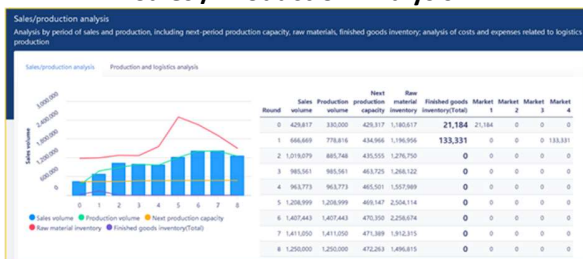 Sales/production analysis
Analysis by period of sales and production, including next-period production capacity, raw materials, finished goods inventory; analysis of costs and expenses related to logistics
production
Sales/production analysis Production and logistics analysis
3,000,000
2,400,000
1,800,000
1,200,000
600,000
0
Sales volume
0 1 2 3 4 5 6 7 8
Sales volume Production volume Next production capacity
Raw material inventory Finished goods inventory(Total)
Round Sales volume Production volume Next production capacity Raw material inventory Finished goods inventory(Total) Market 1 Market 2 Market 3 Market 4
0 429,817 330,000 429,317 1,180,617 21,184 21,184 0 0 0
1 666,669 778,816 434,966 1,196,956 133,331 0 0 0 133,331
2 1,019,079 885,748 435,555 1,276,750 0 0 0 0 0
3 985,561 985,561 463,725 1,268,122 0 0 0 0 0
4 963,773 963,773 465,501 1,557,989 0 0 0 0 0
5 1,208,999 1,208,999 469,147 2,504,114 0 0 0 0 0
6 1,407,443 1,407,443 470,350 2,258,674 0 0 0 0 0
7 1,411,050 1,411,050 471,389 1,912,315 0 0 0 0 0
8 1,250,000 1,250,000 472,263 1,496,815 0 0 0 0 0